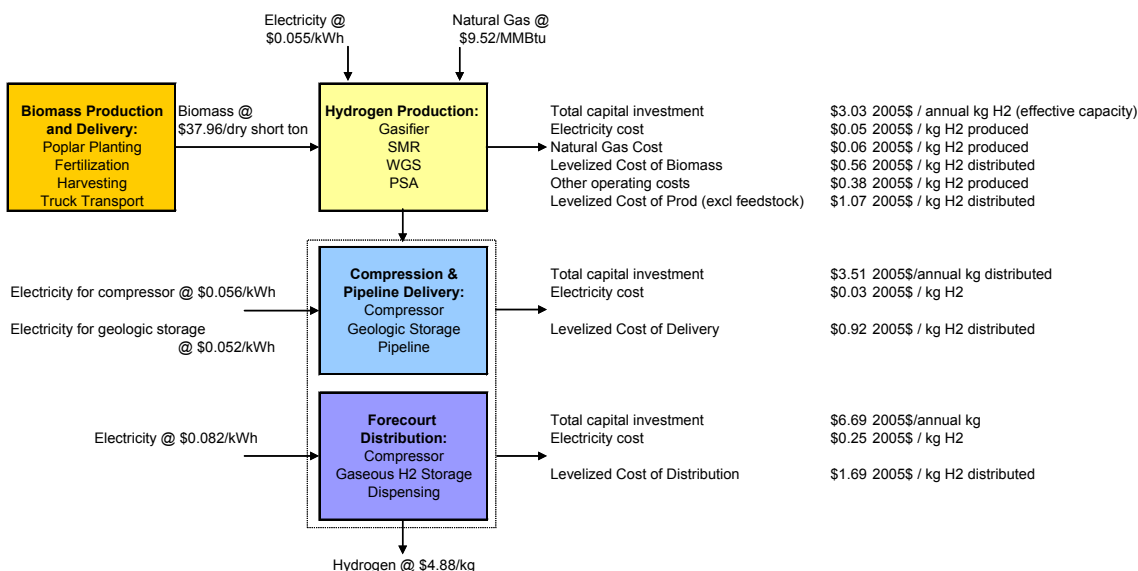 Electricity @
$0.055/kWh
Natural Gas @
$9.52/MMBtu
Biomass Production
and Delivery:
Poplar Planting
Fertilization
Harvesting
Truck Transport
Biomass @
$37.96/dry short ton
Hydrogen Production:
Gasifier
SMR
WGS
PSA
Total capital investment $3.03 2005$ / annual kg H2 (effective capacity)
Electricity cost $0.05 2005$ / kg H2 produced
Natural Gas Cost $0.06 2005$ / kg H2 produced
Levelized Cost of Biomass $0.56 2005$ / kg H2 distributed
Other operating costs $0.38 2005$ / kg H2 produced
Levelized Cost of Prod (excl feedstock) $1.07 2005$ / kg H2 distributed
Electricity for compressor @ $0.056/kWh
Electricity for geologic storage
@ $0.052/kWh
Compression &
Pipeline Delivery:
Compressor
Geologic Storage
Pipeline
Total capital investment $3.51 2005$/annual kg distributed
Electricity cost $0.03 2005$ / kg H2
Levelized Cost of Delivery $0.92 2005$ / kg H2 distributed
Electricity @ $0.082/kWh
Forecourt
Distribution:
Compressor
Gaseous H2 Storage
Dispensing
Total capital investment $6.69 2005$/annual kg
Electricity cost $0.25 2005$ / kg H2
Levelized Cost of Distribution $1.69 2005$ / kg H2 distributed
Hydrogen @ $4.88/kg